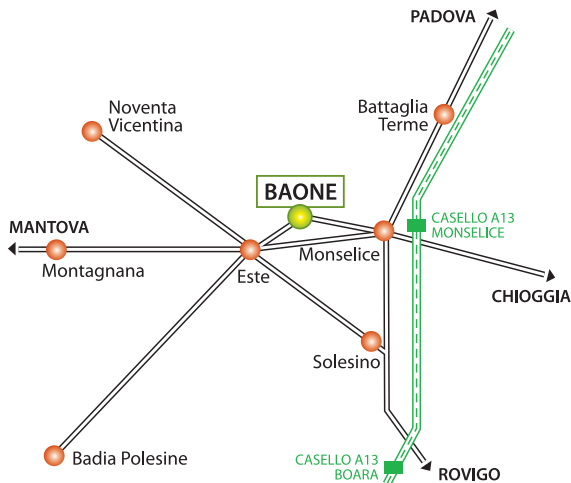 PADOVA
Noventa
Vicentina
Battaglia
Terme
BAONE
CASELLO A13
MONSELICE
MANTOVA
Montagnana
Este
Monselice
CHIOGGIA
Solesino
Badia Polesine
CASELLO A13
BOARA
ROVIGO